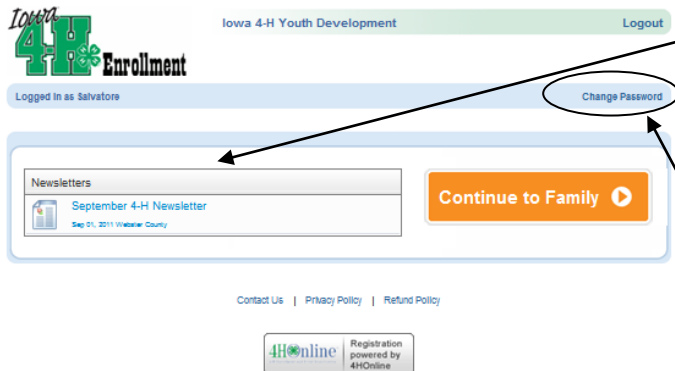 Iowa
4-H Enrollment
Iowa 4-H Youth Development
Logout
Logged in as Salvatore
Change Password
Newsletters
September 4-H Newsletter
Sep 01, 2011 Webster County
Continue to Family
Contact Us | Privacy Policy | Refund Policy
4HOnline
Registration
powered by
4HOnline